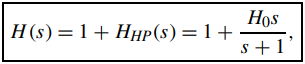 H(s) = 1 + H_{HP}(s) = 1 + \frac{H_0 s}{s + 1},